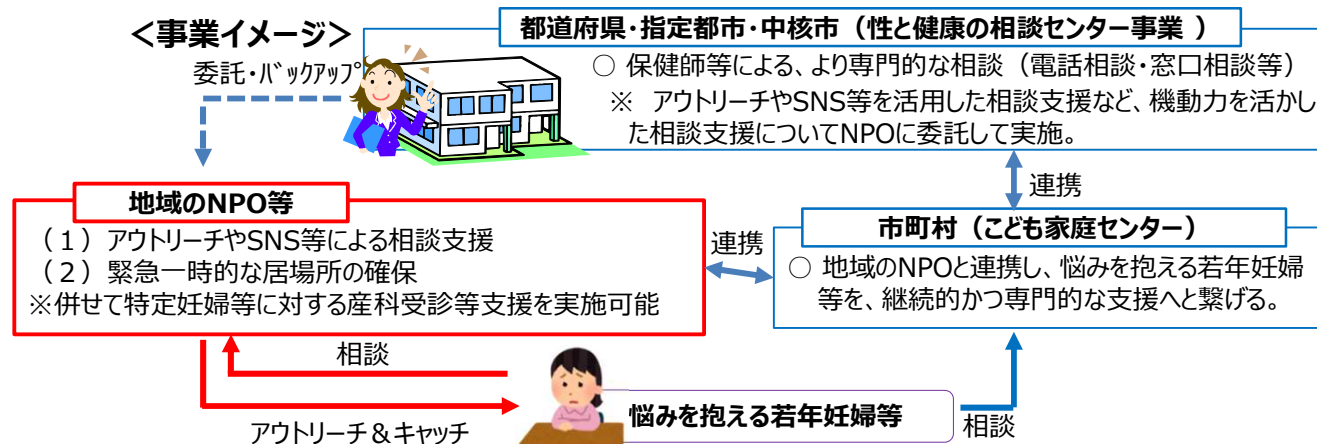 <事業イメージ>
委託・バックアップ
都道府県・指定都市・中核市（性と健康の相談センター事業 ）
○ 保健師等による、より専門的な相談（電話相談・窓口相談等）
※ アウトリーチやSNS等を活用した相談支援など、機動力を活かし
た相談支援についてNPOに委託して実施。
連携
地域のNPO等
（１）アウトリーチやSNS等による相談支援
（２）緊急一時的な居場所の確保
※併せて特定妊婦等に対する産科受診等支援を実施可能
連携
市町村（こども家庭センター）
○ 地域のNPOと連携し、悩みを抱える若年妊婦
等を、継続的かつ専門的な支援へと繋げる。
相談
悩みを抱える若年妊婦等
相談
アウトリーチ＆キャッチ